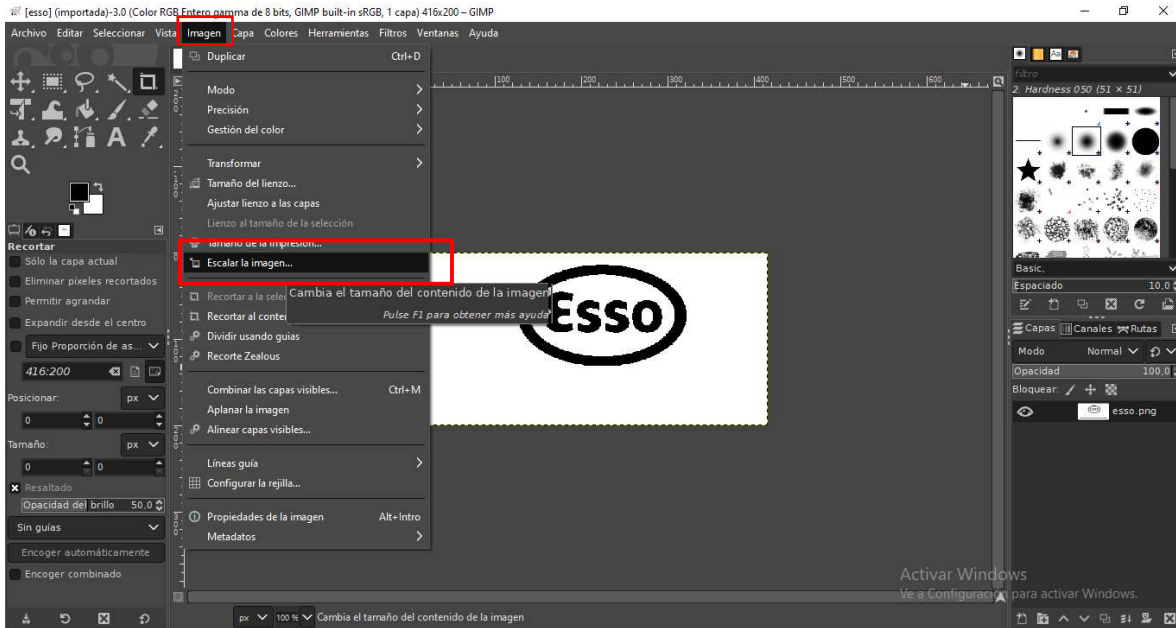 [esso] (importada)-3.0 (Color RGB Entero gamma de 8 bits, GIMP built-in sRGB, 1 capa) 416x200 – GIMP
Archivo Editar Seleccionar Vista Imagen Capa Colores Herramientas Filtros Ventanas Ayuda
Duplicar Ctrl+D
Modo
Precisión
Gestión del color
Transformar
Tamaño del lienzo...
Ajustar lienzo a las capas
Lienzo al tamaño de la selección
Tamaño de la impresión...
Escalar la imagen...
Recortar a la sele
Recortar al conter
Dividir usando guías
Recorte Zealous
Combinar las capas visibles... Ctrl+M
Aplanar la imagen
Alinear capas visibles...
Líneas guía
Configurar la rejilla...
Propiedades de la imagen Alt+Intro
Metadatos
Cambia el tamaño del contenido de la imagen
Pulse F1 para obtener más ayuda
100 200 300 400 500 600
Esso
Recortar
Sólo la capa actual
Eliminar píxeles recortados
Permitir agrandar
Expandir desde el centro
Fijo Proporción de as...
416:200
Posicionar: px
0 0
Tamaño: px
0 0
Resaltado
Opacidad del brillo 50.0
Sin guías
Encoger automáticamente
Encoger combinado
px 100 % Cambia el tamaño del contenido de la imagen
Aa
filtro
2. Hardness 050 (51 × 51)
Basic,
Espaciado 10.0
Capas Canales Rutas
Modo Normal
Opacidad 100.0
Bloquear:
esso.png
Activar Windows
Ve a Configuración para activar Windows.